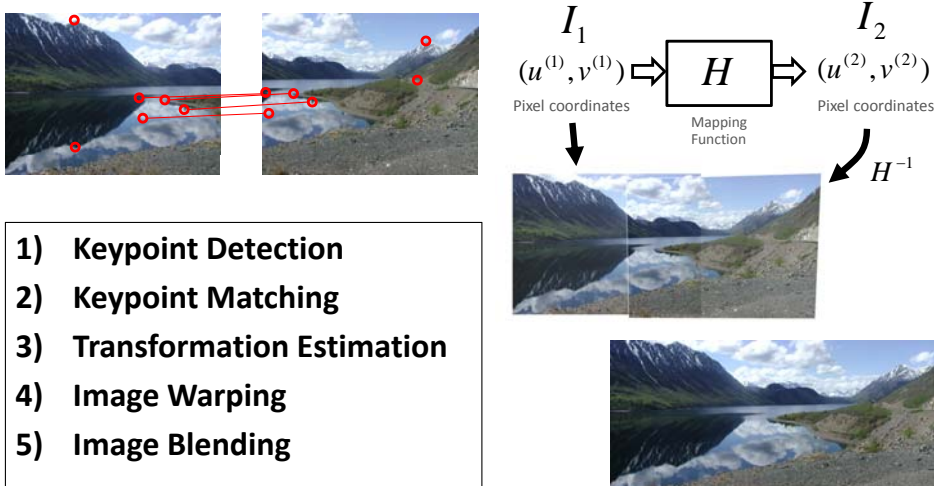 I₁
I₂
(u⁽¹⁾, v⁽¹⁾)
H
(u⁽²⁾, v⁽²⁾)
Pixel coordinates
Mapping
Function
Pixel coordinates
H⁻¹
1) Keypoint Detection
2) Keypoint Matching
3) Transformation Estimation
4) Image Warping
5) Image Blending